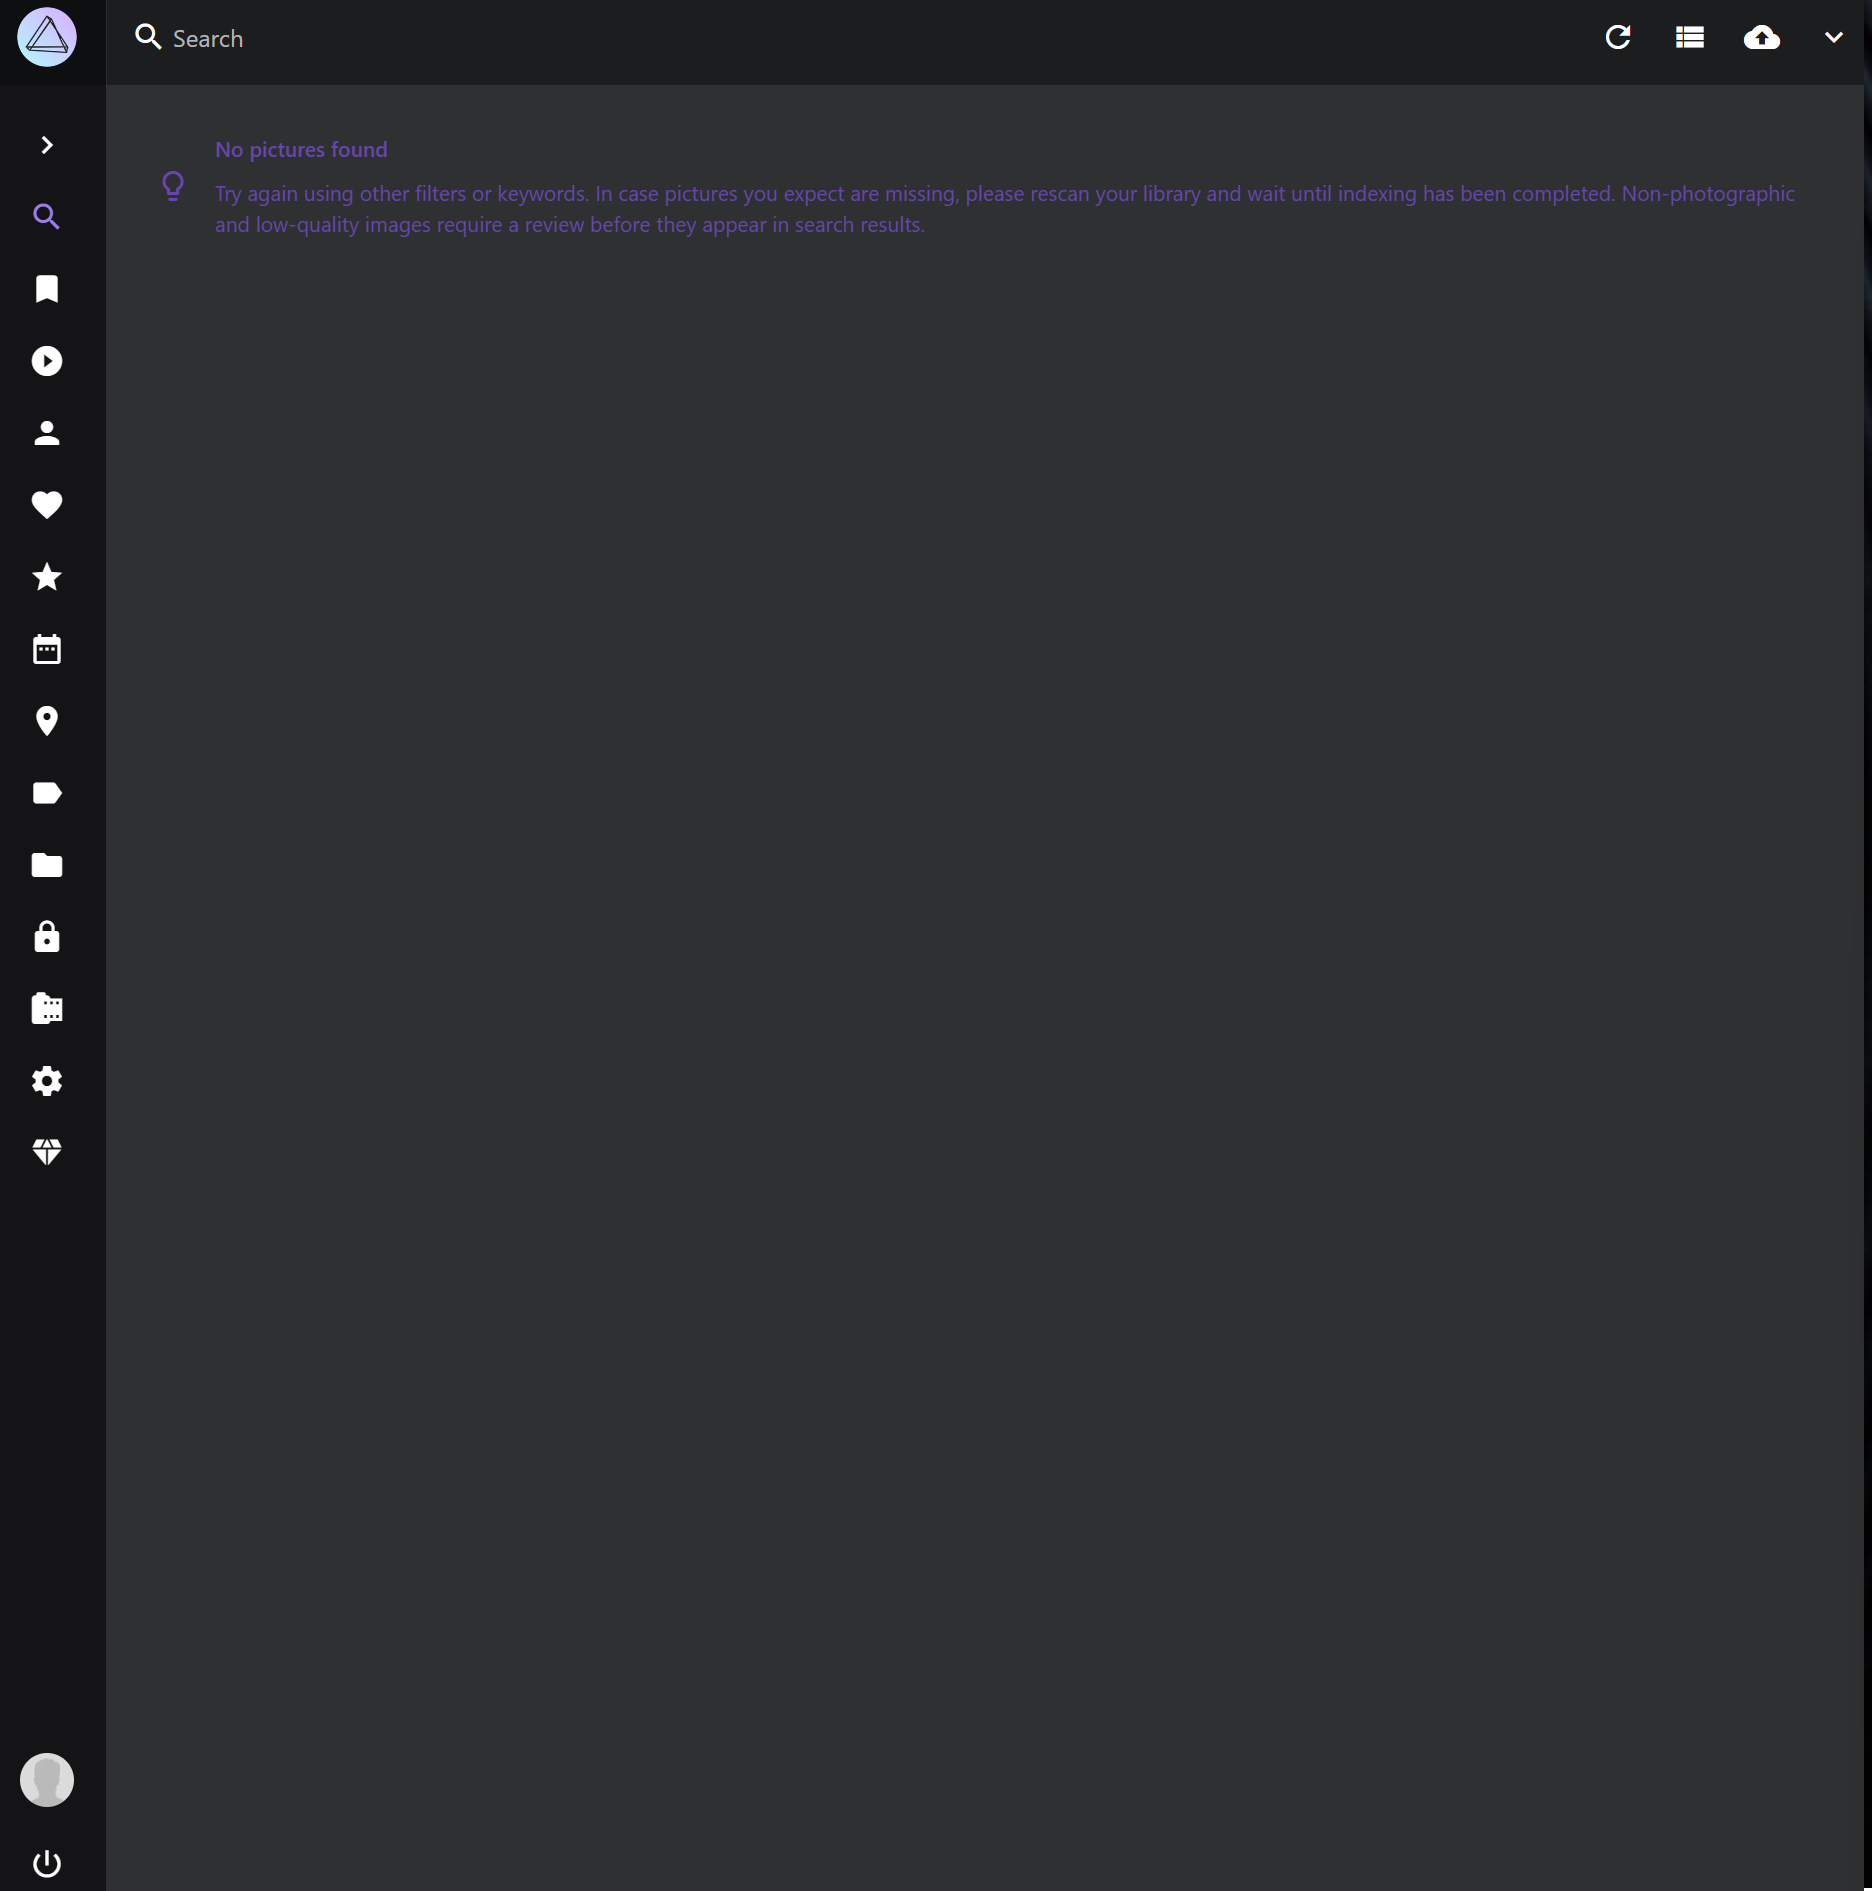 Search
No pictures found
Try again using other filters or keywords. In case pictures you expect are missing, please rescan your library and wait until indexing has been completed. Non-photographic
and low-quality images require a review before they appear in search results.